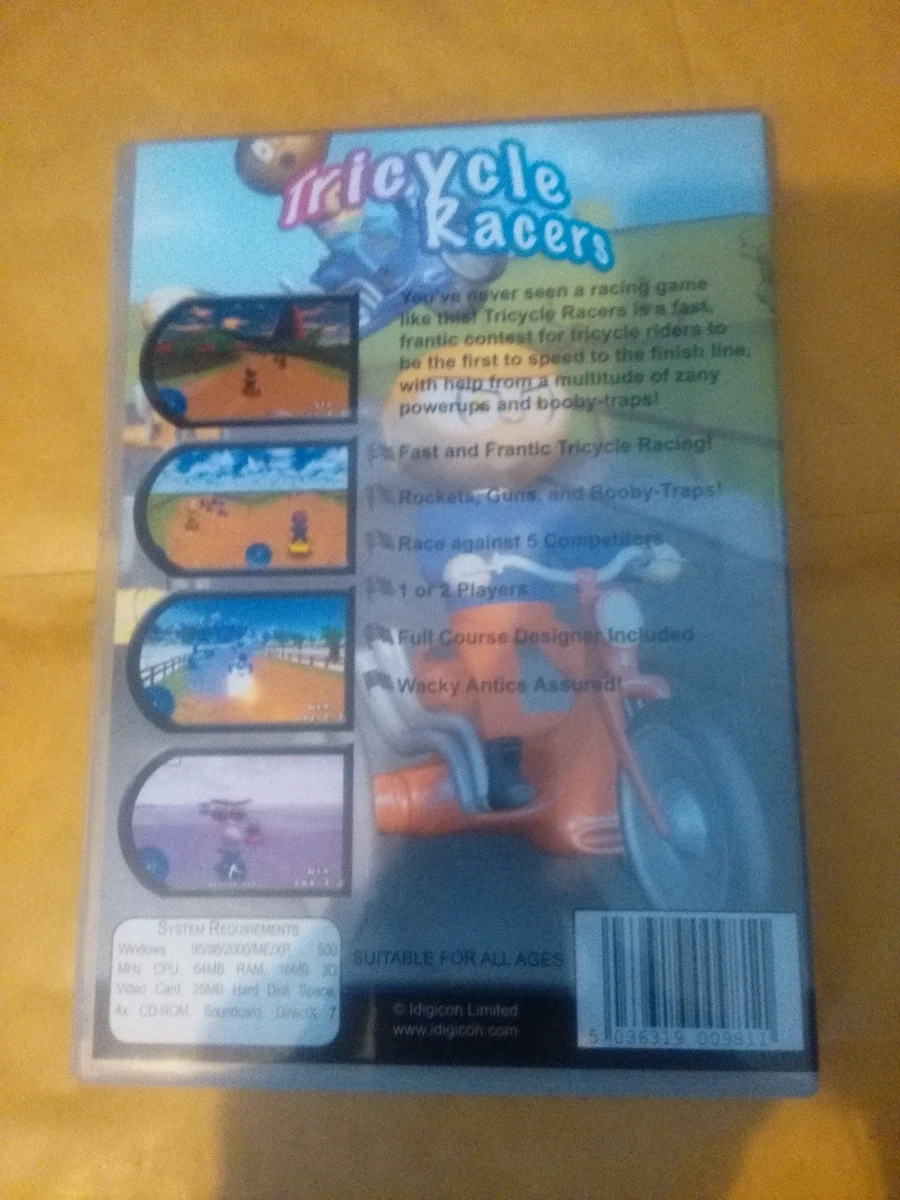 Tricycle
Racers
You've never seen a racing game
like this! Tricycle Racers is a fast,
frantic contest for tricycle riders to
be the first to speed to the finish line,
with help from a multitude of zany
powerups and booby-traps!
Fast and Frantic Tricycle Racing!
Rockets, Guns, and Booby-Traps!
Race against 5 Competitors
1 or 2 Players
Full Course Designer Included
Wacky Antics Assured!
SYSTEM REQUIREMENTS
Windows 95/98/2000/ME/XP, 500
MHz CPU, 64MB RAM, 16MB 3D
Video Card, 25MB Hard Disk Space,
4x CD-ROM, Soundcard, DirectX 7
SUITABLE FOR ALL AGES
© Idigicon Limited
www.idigicon.com
5 036319 009811